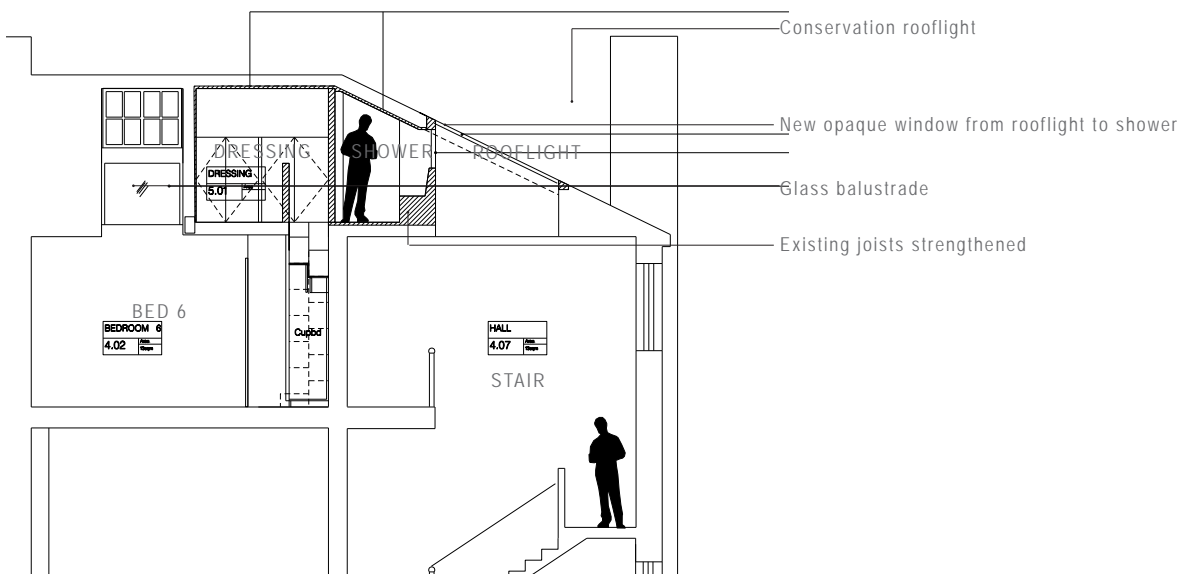 Conservation rooflight
New opaque window from rooflight to shower
DRESSING SHOWER ROOFLIGHT
DRESSING
5.01
Glass balustrade
Existing joists strengthened
BED 6
BEDROOM 6
4.02
Cupbd
HALL
4.07
STAIR